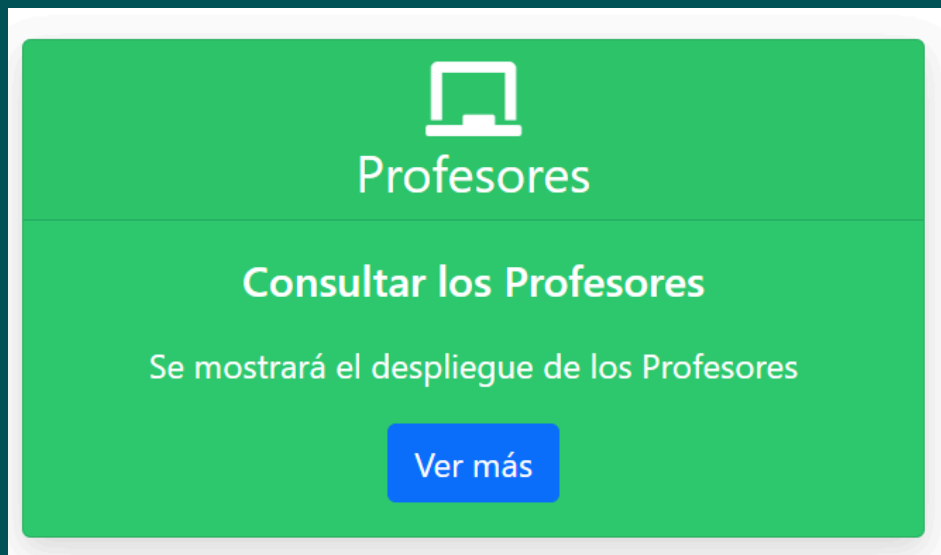 Profesores
Consultar los Profesores
Se mostrará el despliegue de los Profesores
Ver más